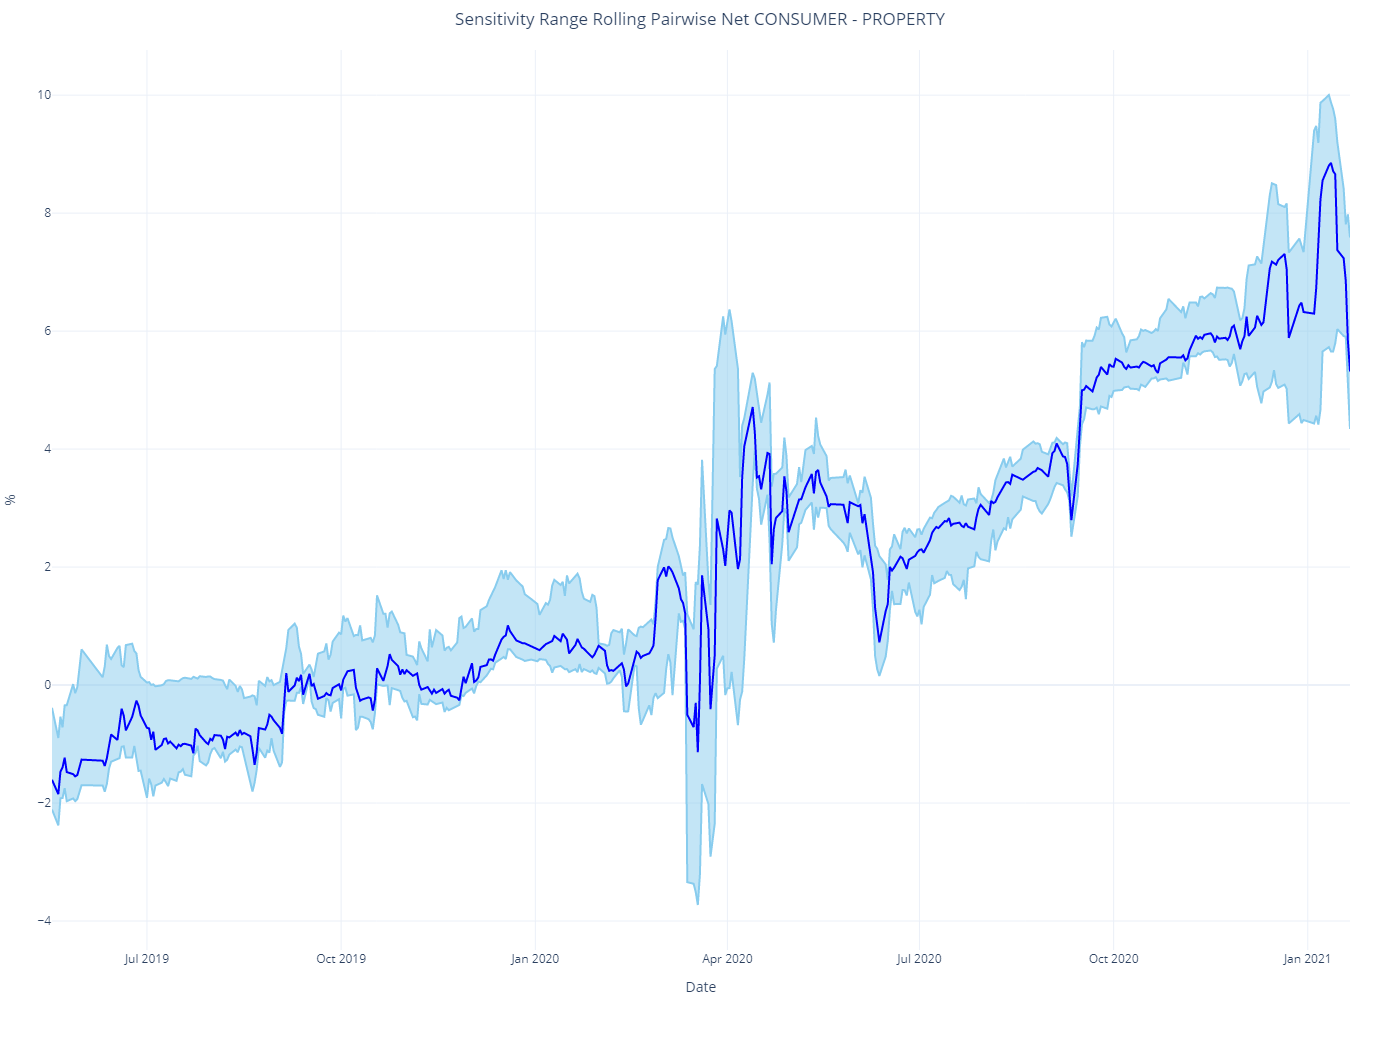 Sensitivity Range Rolling Pairwise Net CONSUMER - PROPERTY
10
8
6
4
2
0
−2
−4
%
Jul 2019
Oct 2019
Jan 2020
Apr 2020
Jul 2020
Oct 2020
Jan 2021
Date